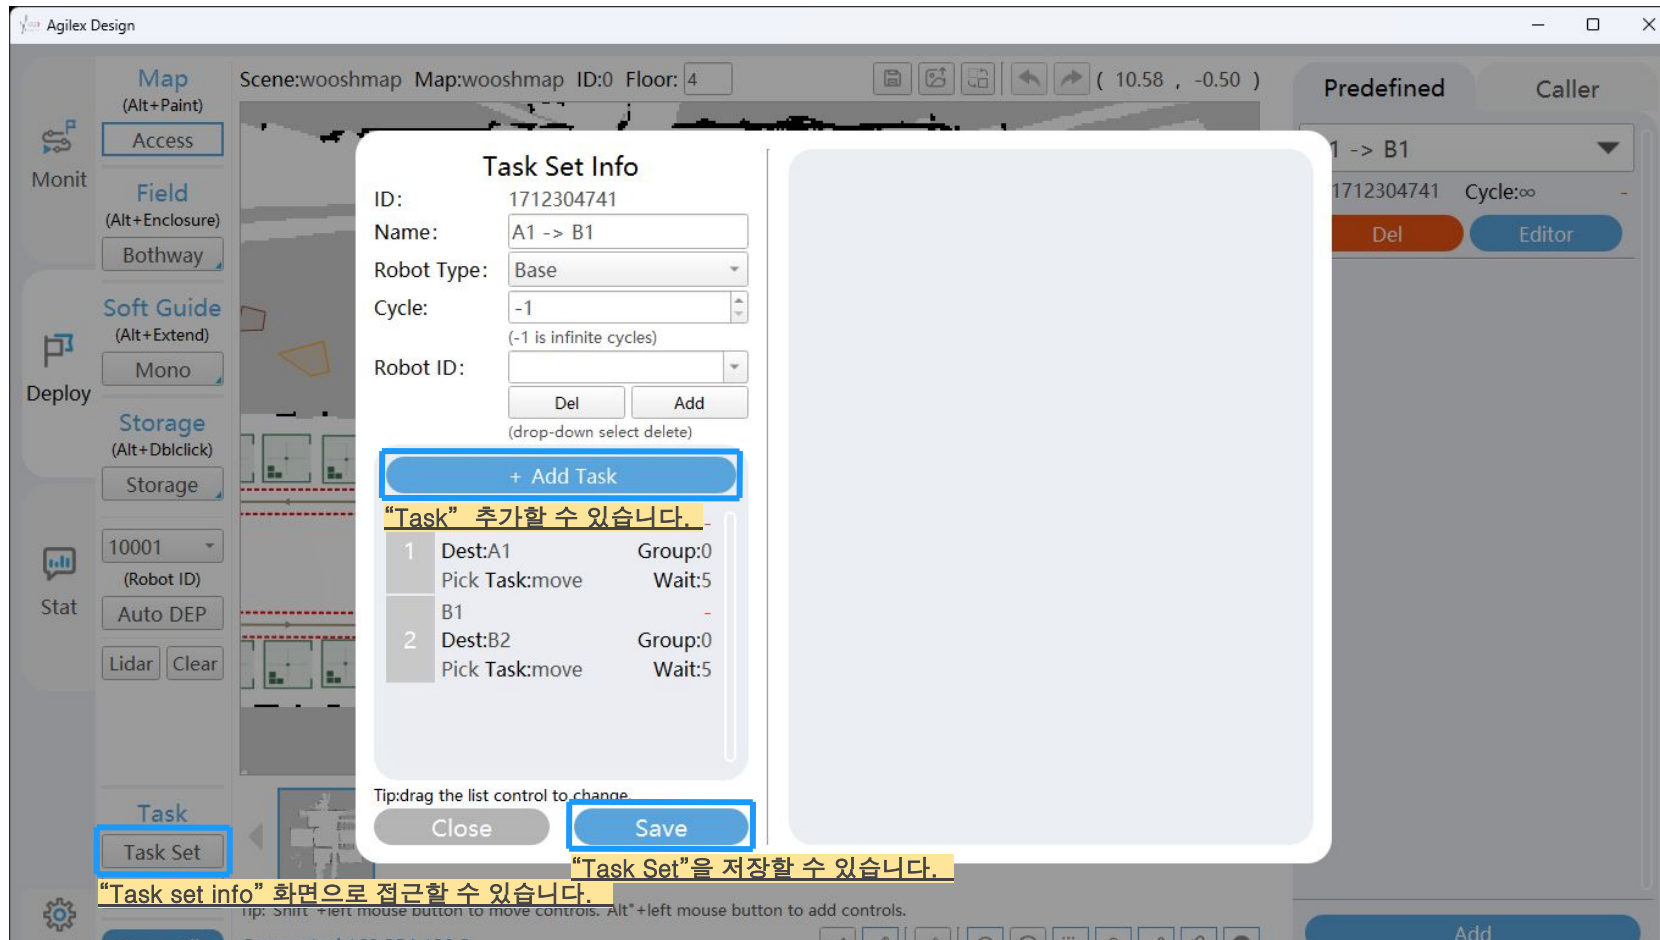 Agilex Design
Map
(Alt+Paint)
Access
Field
(Alt+Enclosure)
Bothway
Soft Guide
(Alt+Extend)
Mono
Storage
(Alt+Dblclick)
Storage
10001
(Robot ID)
Auto DEP
Lidar Clear
Task
Task Set
Monit
Deploy
Stat
Scene:wooshmap Map:wooshmap ID:0 Floor: 4
( 10.58 , -0.50 )
Predefined Caller
1 -> B1
1712304741 Cycle:∞ -
Del Editor
Add
Task Set Info
ID: 1712304741
Name: A1 -> B1
Robot Type: Base
Cycle: -1
(-1 is infinite cycles)
Robot ID:
Del Add
(drop-down select delete)
+ Add Task
“Task” 추가할 수 있습니다. -
1 Dest:A1 Group:0
Pick Task:move Wait:5
B1 -
2 Dest:B2 Group:0
Pick Task:move Wait:5
Tip:drag the list control to change.
Close Save
“Task Set”을 저장할 수 있습니다.
“Task set info” 화면으로 접근할 수 있습니다.
Tip: Shift +left mouse button to move controls. Alt +left mouse button to add controls.